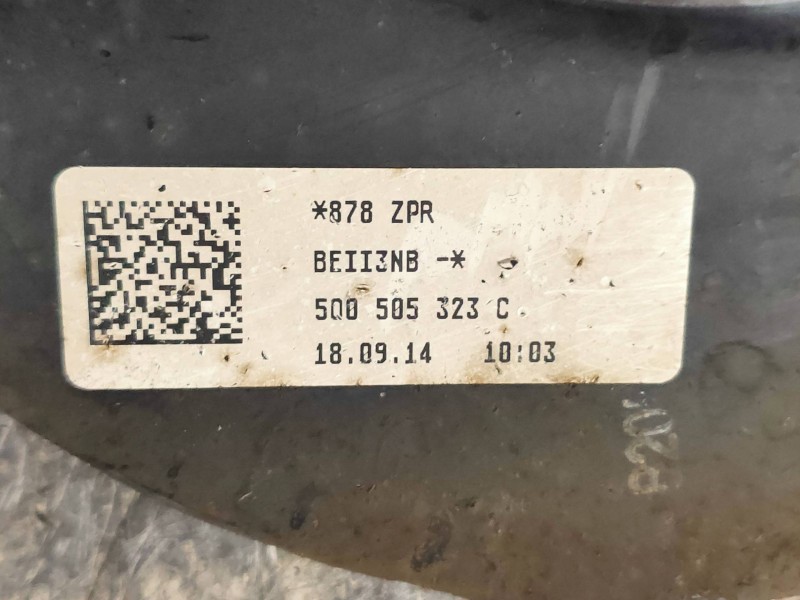 *878 ZPR
BEII3NB -*
5Q0 505 323 C
18.09.14 10:03